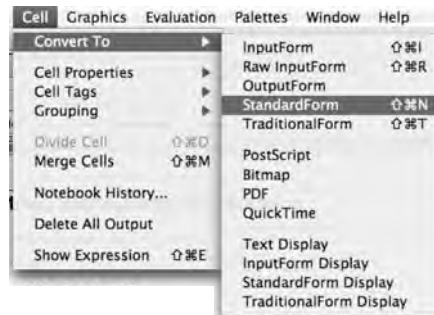 Cell Graphics Evaluation Palettes Window Help
Convert To ▶
Cell Properties ▶
Cell Tags ▶
Grouping ▶
Divide Cell ⇧⌘D
Merge Cells ⇧⌘M
Notebook History...
Delete All Output
Show Expression ⇧⌘E
InputForm ⇧⌘I
Raw InputForm ⇧⌘R
OutputForm
StandardForm ⇧⌘N
TraditionalForm ⇧⌘T
PostScript
Bitmap
PDF
QuickTime
Text Display
InputForm Display
StandardForm Display
TraditionalForm Display